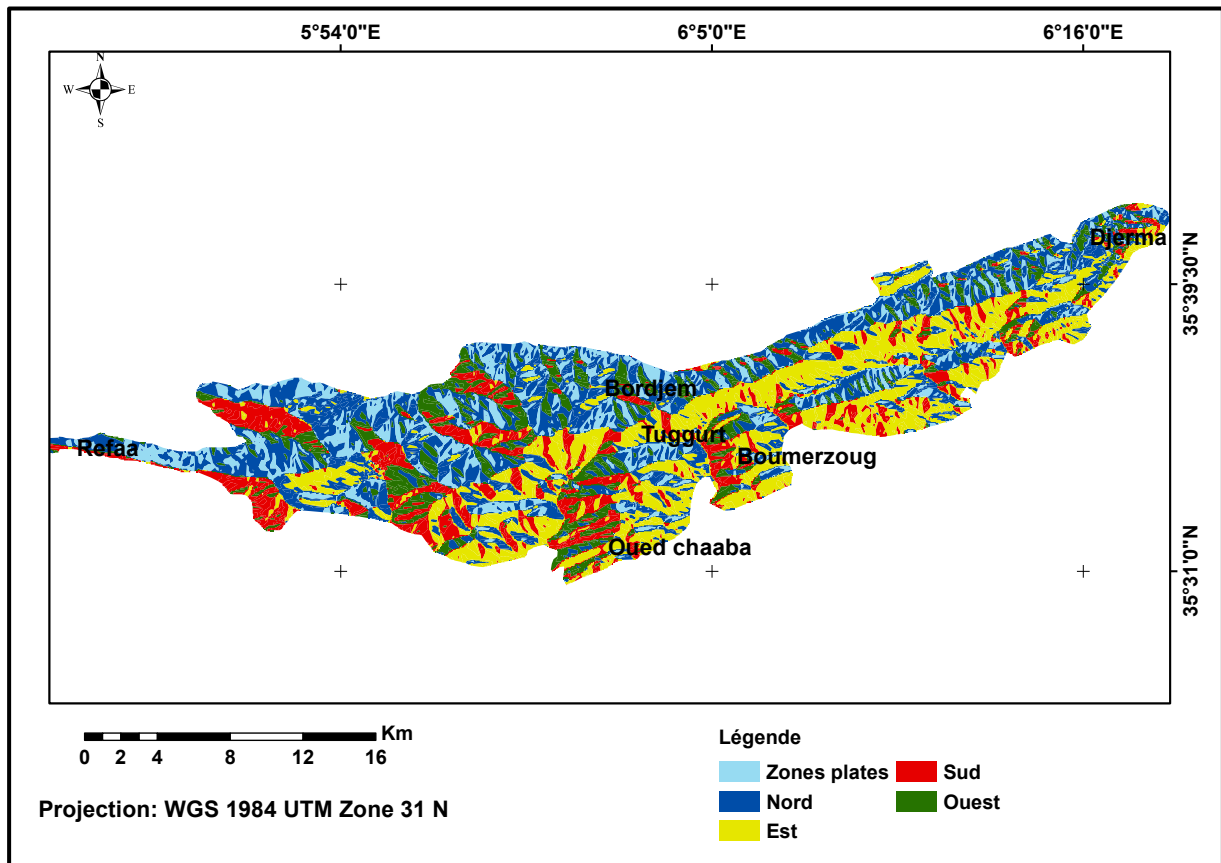 5°54'0"E 6°5'0"E 6°16'0"E
N
W E
S
Djerma
35°39'30"N
Bordjem
Tuggurt
Refaa
Boumerzoug
Oued chaaba
35°31'0"N
Km
0 2 4 8 12 16
Légende
Zones plates Sud
Nord Ouest
Est
Projection: WGS 1984 UTM Zone 31 N